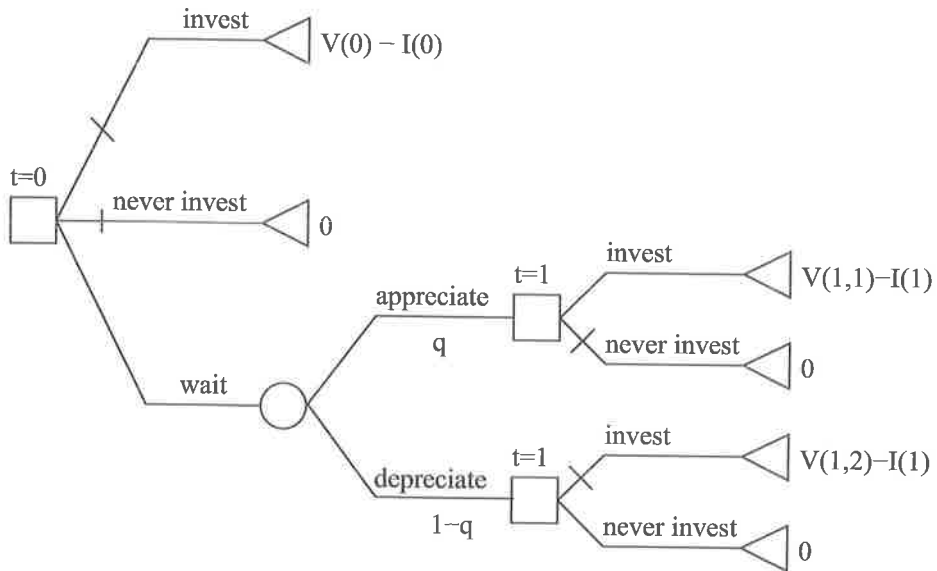 invest
V(0) − I(0)
t=0
never invest
0
invest
t=1
V(1,1)−I(1)
appreciate
q
never invest
0
wait
invest
t=1
V(1,2)−I(1)
depreciate
1−q
never invest
0